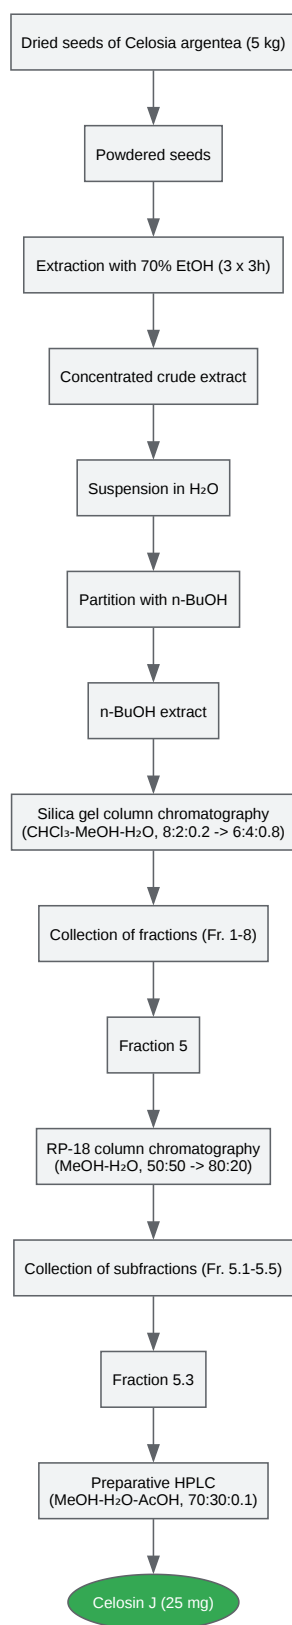 Dried seeds of Celosia argentea (5 kg)
Powdered seeds
Extraction with 70% EtOH (3 x 3h)
Concentrated crude extract
Suspension in H₂O
Partition with n-BuOH
n-BuOH extract
Silica gel column chromatography
(CHCl₃-MeOH-H₂O, 8:2:0.2 -> 6:4:0.8)
Collection of fractions (Fr. 1-8)
Fraction 5
RP-18 column chromatography
(MeOH-H₂O, 50:50 -> 80:20)
Collection of subfractions (Fr. 5.1-5.5)
Fraction 5.3
Preparative HPLC
(MeOH-H₂O-AcOH, 70:30:0.1)
Celosin J (25 mg)